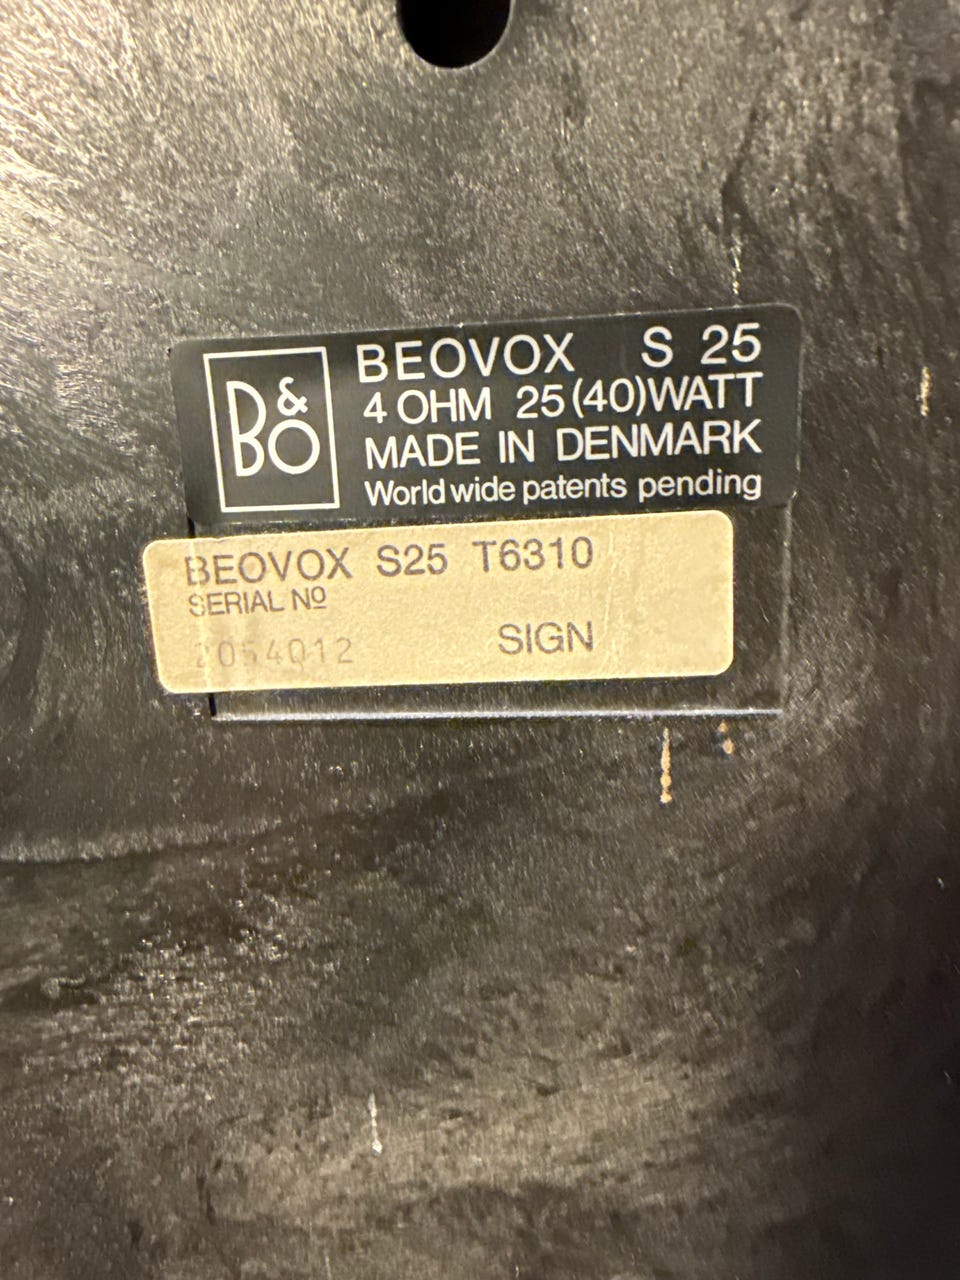 B&O
BEOVOX S 25
4 OHM 25(40)WATT
MADE IN DENMARK
World wide patents pending
BEOVOX S25 T6310
SERIAL Nº
2054012
SIGN